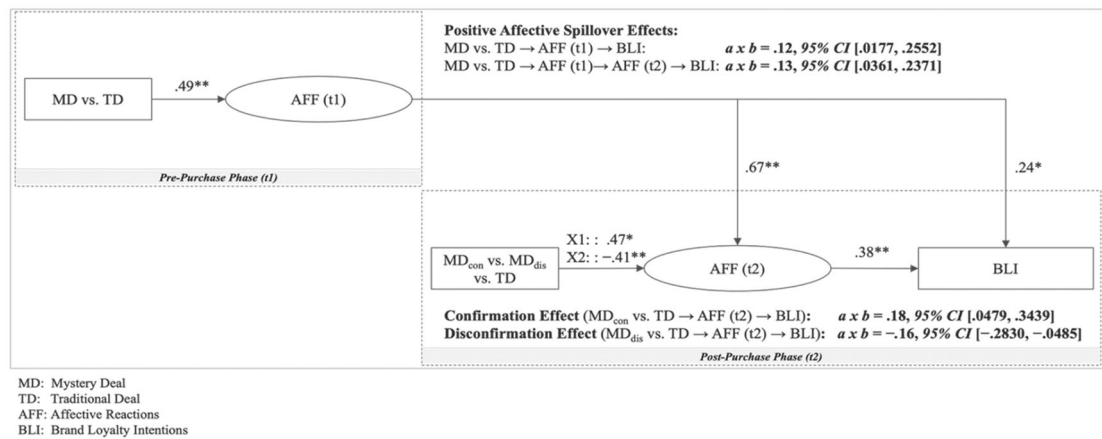 Positive Affective Spillover Effects:
MD vs. TD → AFF (t1) → BLI: a x b = .12, 95% CI [.0177, .2552]
MD vs. TD → AFF (t1)→ AFF (t2) → BLI: a x b = .13, 95% CI [.0361, .2371]
MD vs. TD
.49**
AFF (t1)
Pre-Purchase Phase (t1)
.67**
.24*
MDcon vs. MDdis
vs. TD
X1: : .47*
X2: : −.41**
AFF (t2)
.38**
BLI
Confirmation Effect (MDcon vs. TD → AFF (t2) → BLI): a x b = .18, 95% CI [.0479, .3439]
Disconfirmation Effect (MDdis vs. TD → AFF (t2) → BLI): a x b = −.16, 95% CI [−.2830, −.0485]
Post-Purchase Phase (t2)
MD: Mystery Deal
TD: Traditional Deal
AFF: Affective Reactions
BLI: Brand Loyalty Intentions